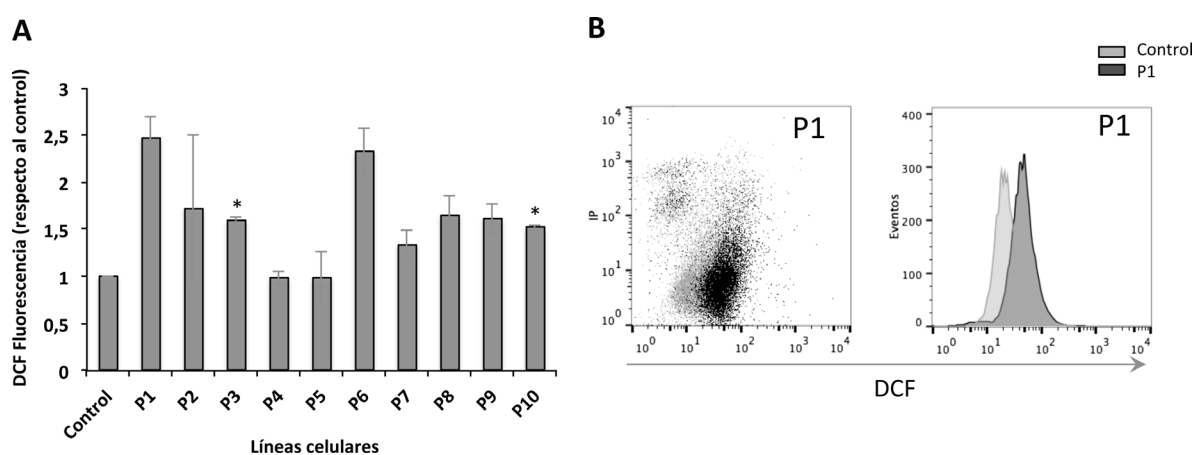 A
DCF Fluorescencia (respecto al control)
3
2,5
2
1,5
1
0,5
0
*
*
Control P1 P2 P3 P4 P5 P6 P7 P8 P9 P10
Líneas celulares
B
Control
P1
P1
IP
10^4
10^3
10^2
10^1
10^0
10^0 10^1 10^2 10^3 10^4
P1
Eventos
400
300
200
100
0
10^0 10^1 10^2 10^3 10^4
DCF